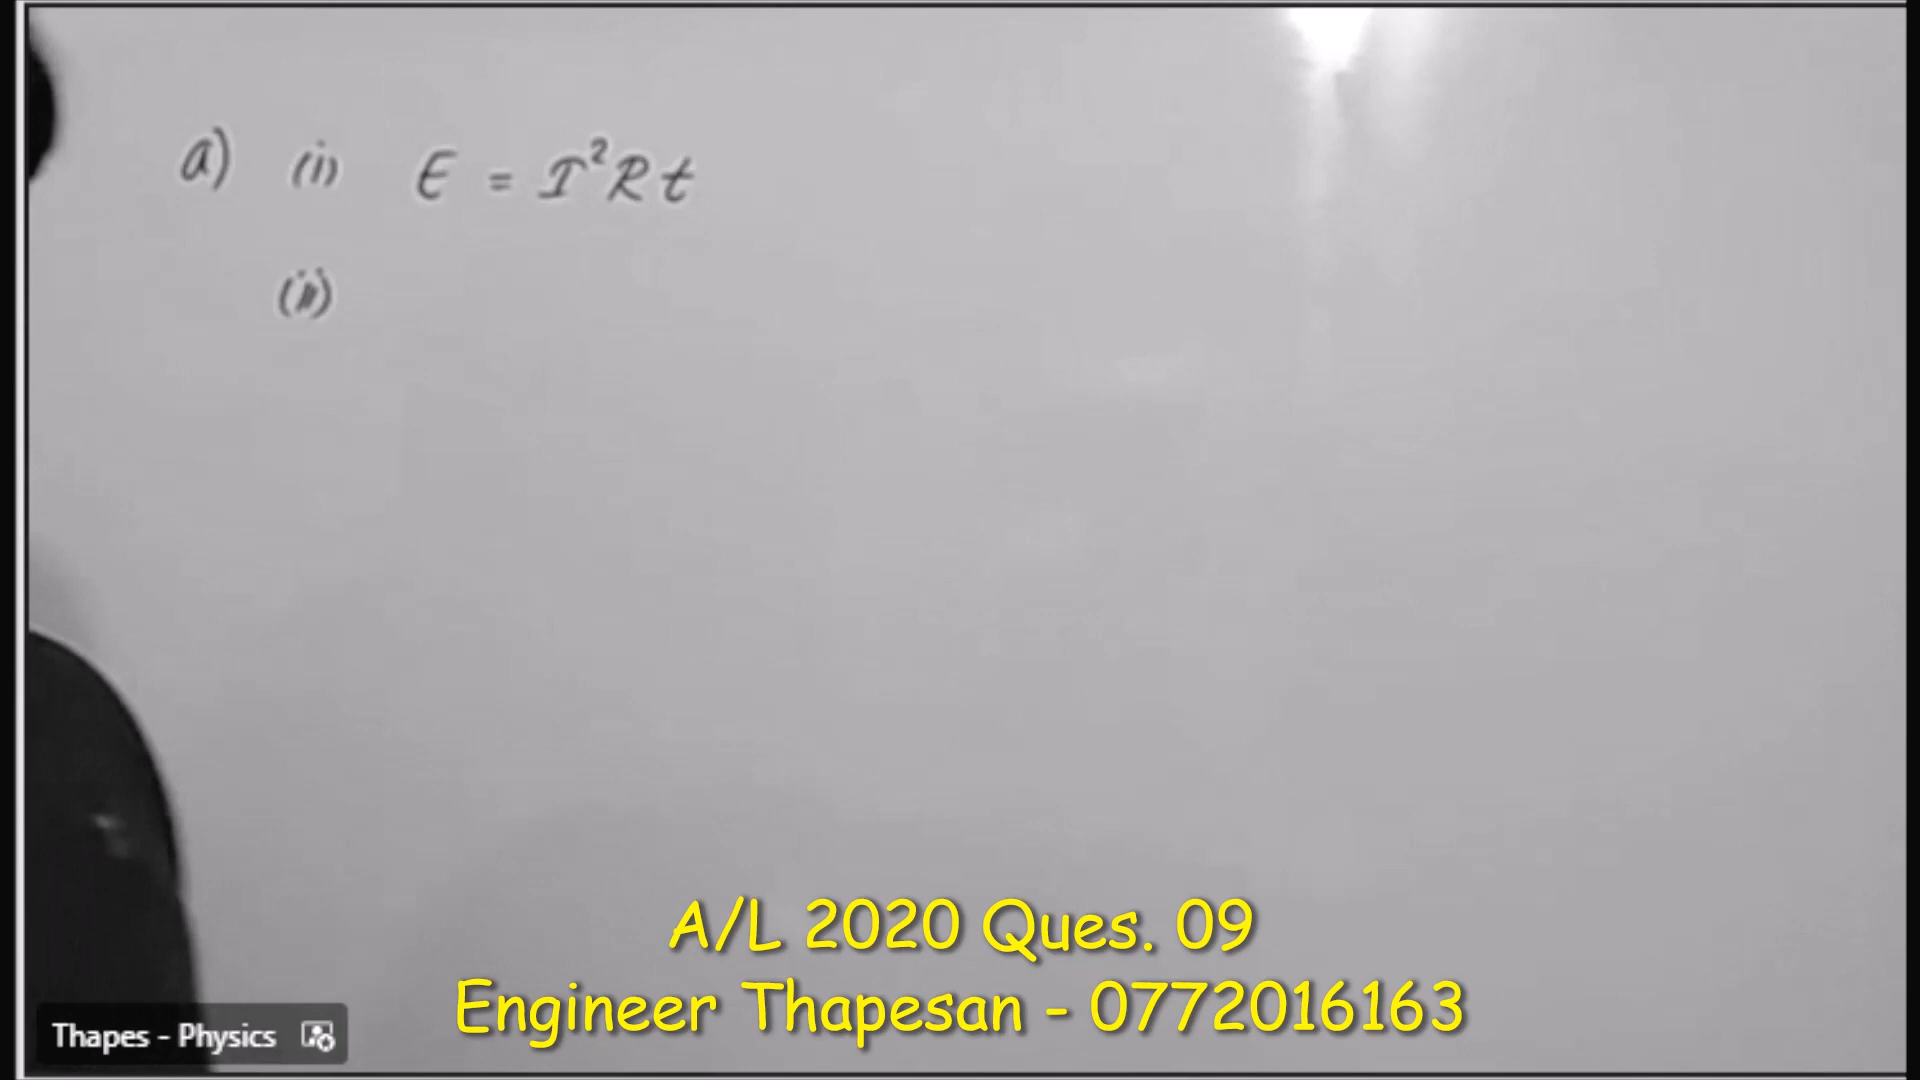 a) (i) E = I²Rt
(ii)
A/L 2020 Ques. 09
Engineer Thapesan - 0772016163
Thapes - Physics